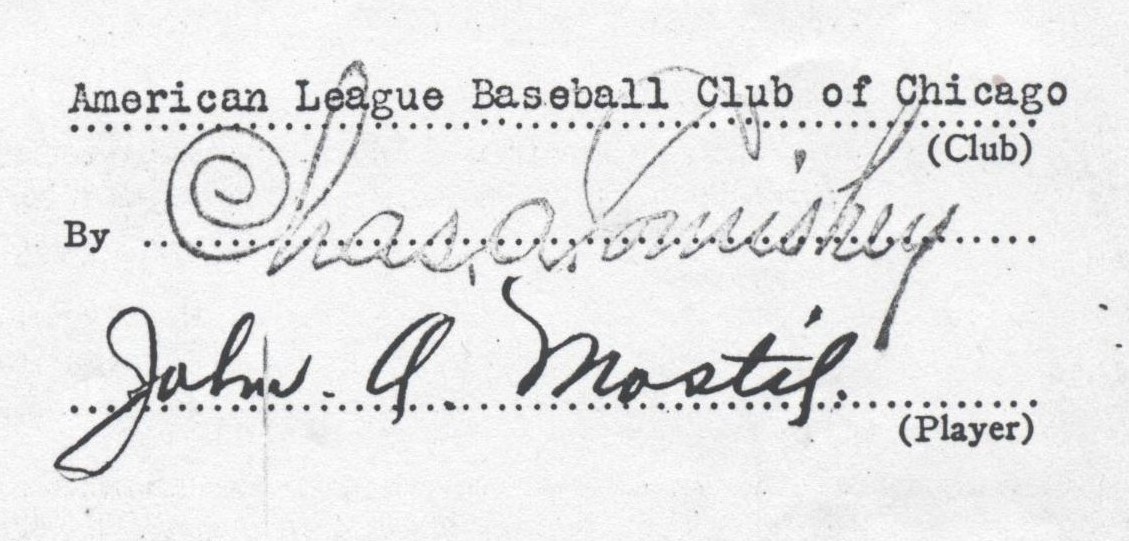 American League Baseball Club of Chicago
(Club)
By Chas. A. Comiskey
John A. Mostil.
(Player)